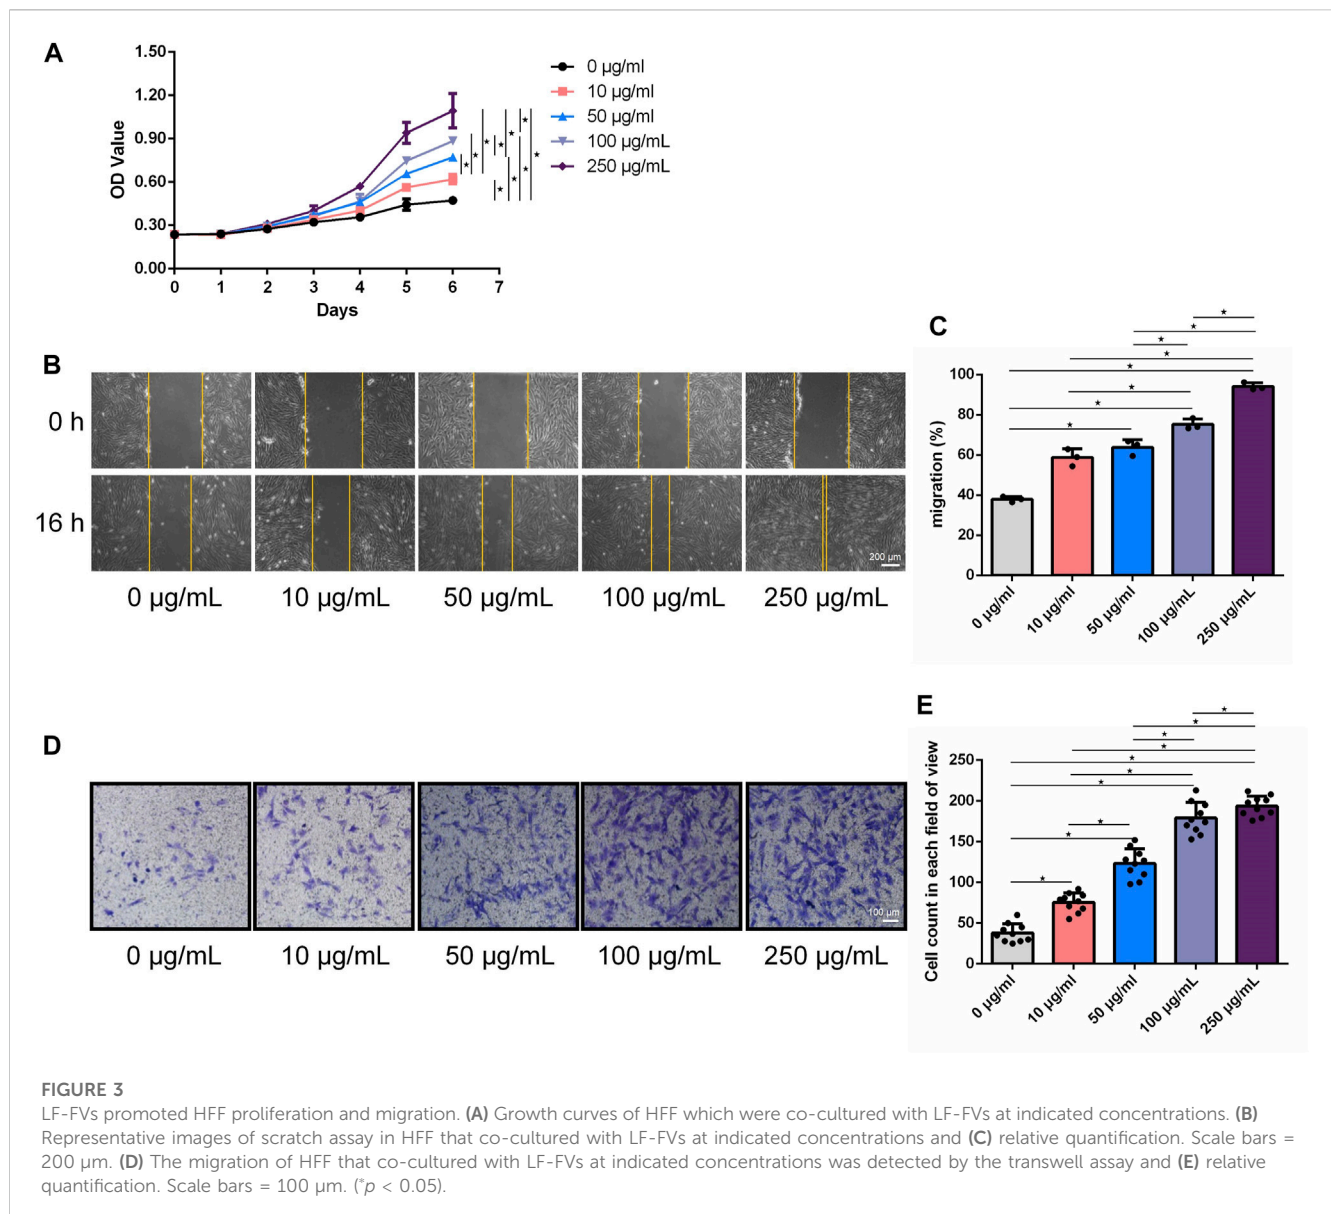 A
1.50
1.20
0.90
0.60
0.30
0.00
OD Value
0 1 2 3 4 5 6 7
Days
0 µg/ml
10 µg/ml
50 µg/ml
100 µg/mL
250 µg/mL
B
0 h
16 h
200 µm
0 µg/mL 10 µg/mL 50 µg/mL 100 µg/mL 250 µg/mL
C
100
80
60
40
20
0
migration (%)
0 µg/ml 10 µg/ml 50 µg/ml 100 µg/mL 250 µg/mL
D
100 µm
0 µg/mL 10 µg/mL 50 µg/mL 100 µg/mL 250 µg/mL
E
250
200
150
100
50
0
Cell count in each field of view
0 µg/ml 10 µg/ml 50 µg/ml 100 µg/mL 250 µg/mL
FIGURE 3
LF-FVs promoted HFF proliferation and migration. (A) Growth curves of HFF which were co-cultured with LF-FVs at indicated concentrations. (B)
Representative images of scratch assay in HFF that co-cultured with LF-FVs at indicated concentrations and (C) relative quantification. Scale bars =
200 µm. (D) The migration of HFF that co-cultured with LF-FVs at indicated concentrations was detected by the transwell assay and (E) relative
quantification. Scale bars = 100 µm. (*p < 0.05).